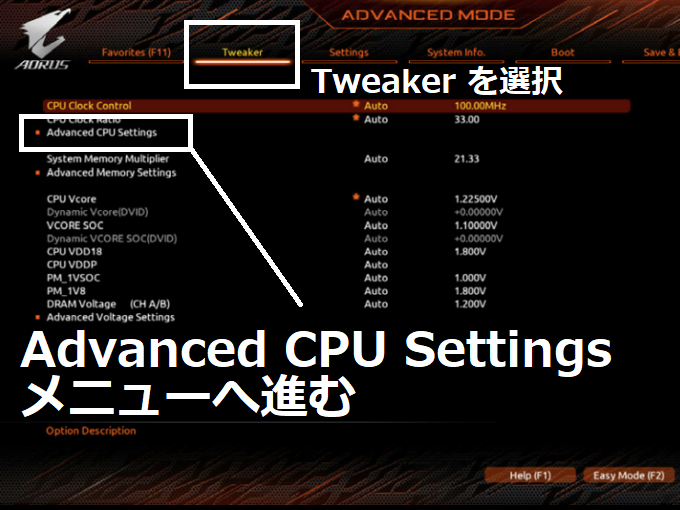 ADVANCED MODE
AORUS
Favorites (F11) Tweaker Settings System Info. Boot Save &
Tweaker を選択
CPU Clock Control Auto 100.00MHz
CPU Clock Ratio Auto 33.00
Advanced CPU Settings
System Memory Multiplier Auto 21.33
Advanced Memory Settings
CPU Vcore Auto 1.22500V
Dynamic Vcore(DVID) Auto +0.00000V
VCORE SOC Auto 1.10000V
Dynamic VCORE SOC(DVID) Auto +0.00000V
CPU VDD18 Auto 1.800V
CPU VDDP Auto
PM_1VSOC Auto 1.000V
PM_1V8 Auto 1.800V
DRAM Voltage (CH A/B) Auto 1.200V
Advanced Voltage Settings
Advanced CPU Settings
メニューへ進む
Option Description
Help (F1) Easy Mode (F2)